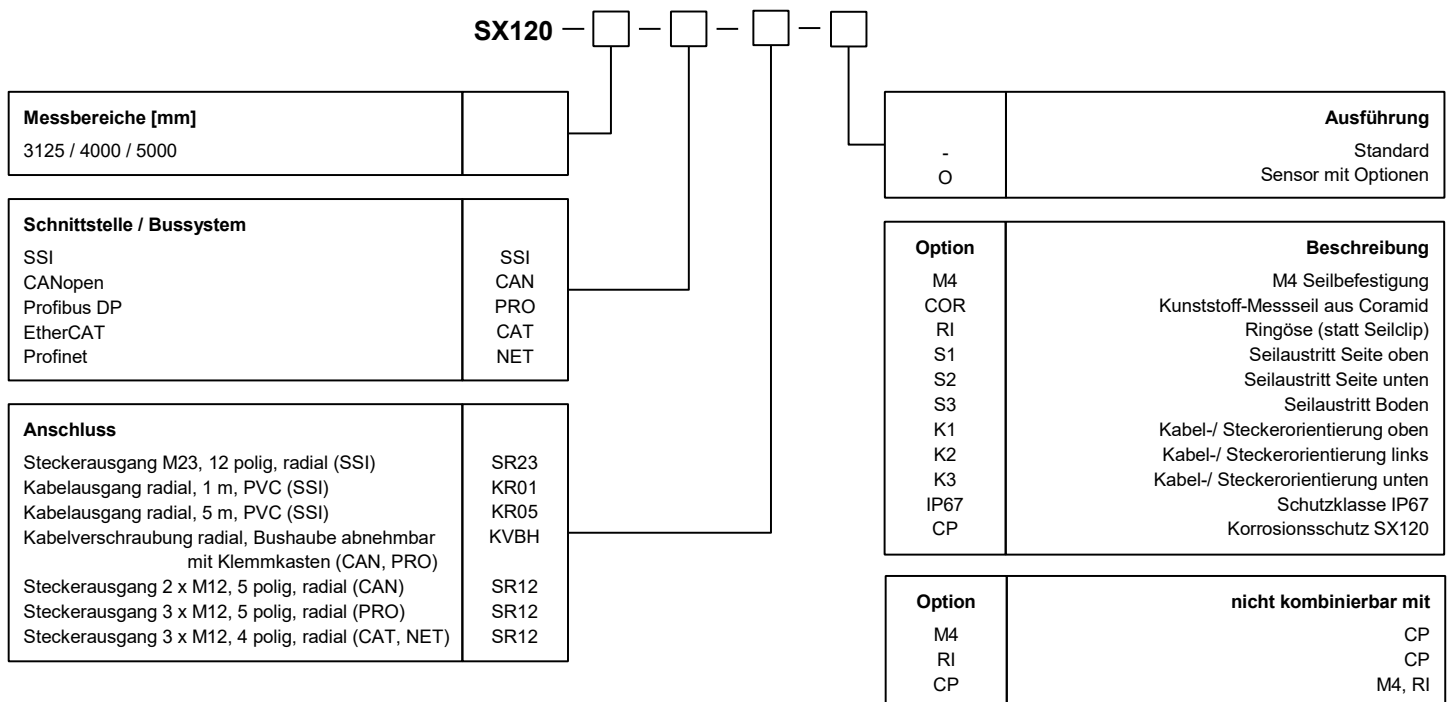 SX120 – – – –
Messbereiche [mm]
3125 / 4000 / 5000
Schnittstelle / Bussystem
SSI SSI
CANopen CAN
Profibus DP PRO
EtherCAT CAT
Profinet NET
Anschluss
Steckerausgang M23, 12 polig, radial (SSI) SR23
Kabelausgang radial, 1 m, PVC (SSI) KR01
Kabelausgang radial, 5 m, PVC (SSI) KR05
Kabelverschraubung radial, Bushaube abnehmbar KVBH
mit Klemmkasten (CAN, PRO)
Steckerausgang 2 x M12, 5 polig, radial (CAN) SR12
Steckerausgang 3 x M12, 5 polig, radial (PRO) SR12
Steckerausgang 3 x M12, 4 polig, radial (CAT, NET) SR12
Ausführung
- Standard
O Sensor mit Optionen
Option Beschreibung
M4 M4 Seilbefestigung
COR Kunststoff-Messseil aus Coramid
RI Ringöse (statt Seilclip)
S1 Seilaustritt Seite oben
S2 Seilaustritt Seite unten
S3 Seilaustritt Boden
K1 Kabel-/ Steckerorientierung oben
K2 Kabel-/ Steckerorientierung links
K3 Kabel-/ Steckerorientierung unten
IP67 Schutzklasse IP67
CP Korrosionsschutz SX120
Option nicht kombinierbar mit
M4 CP
RI CP
CP M4, RI